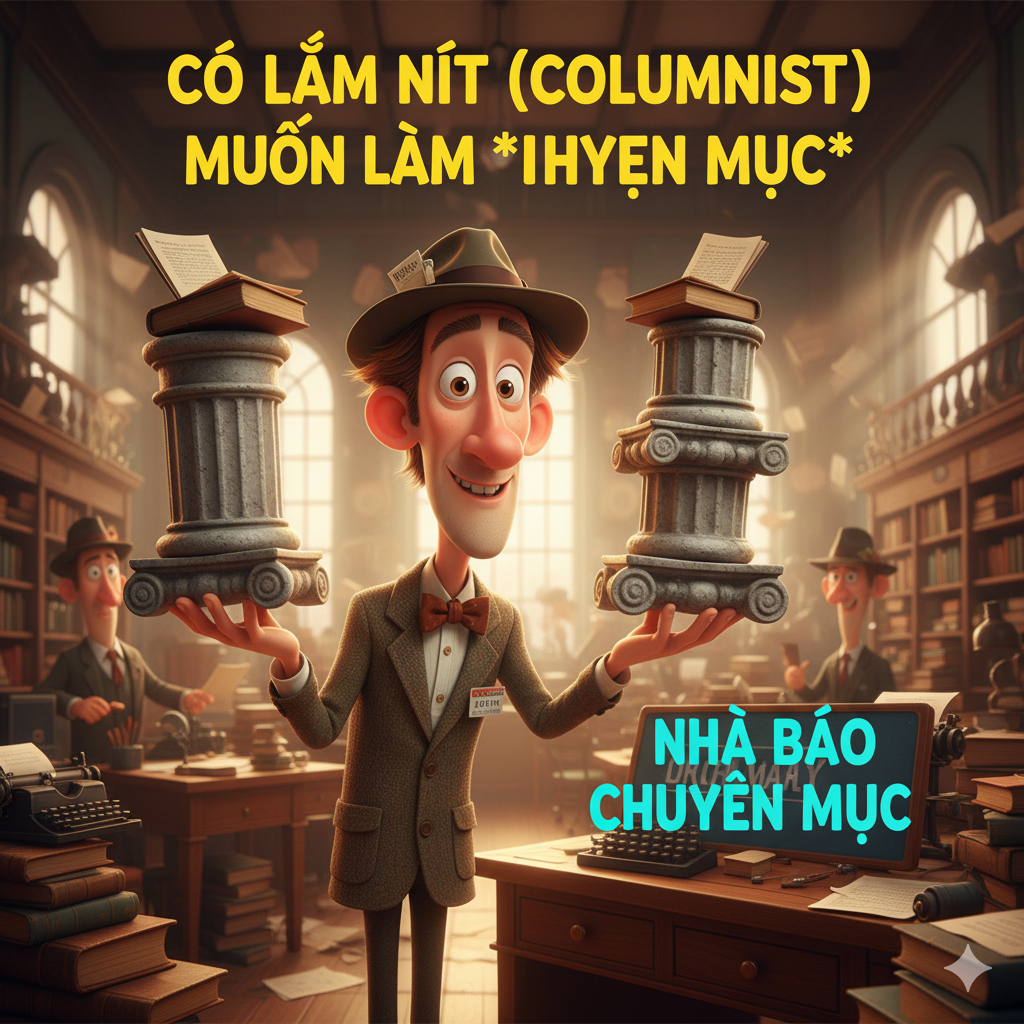 CÓ LẮM NÍT (COLUMNIST)
MUỐN LÀM *IHYẸN MỤC*
NHÀ BÁO
CHUYÊN MỤC